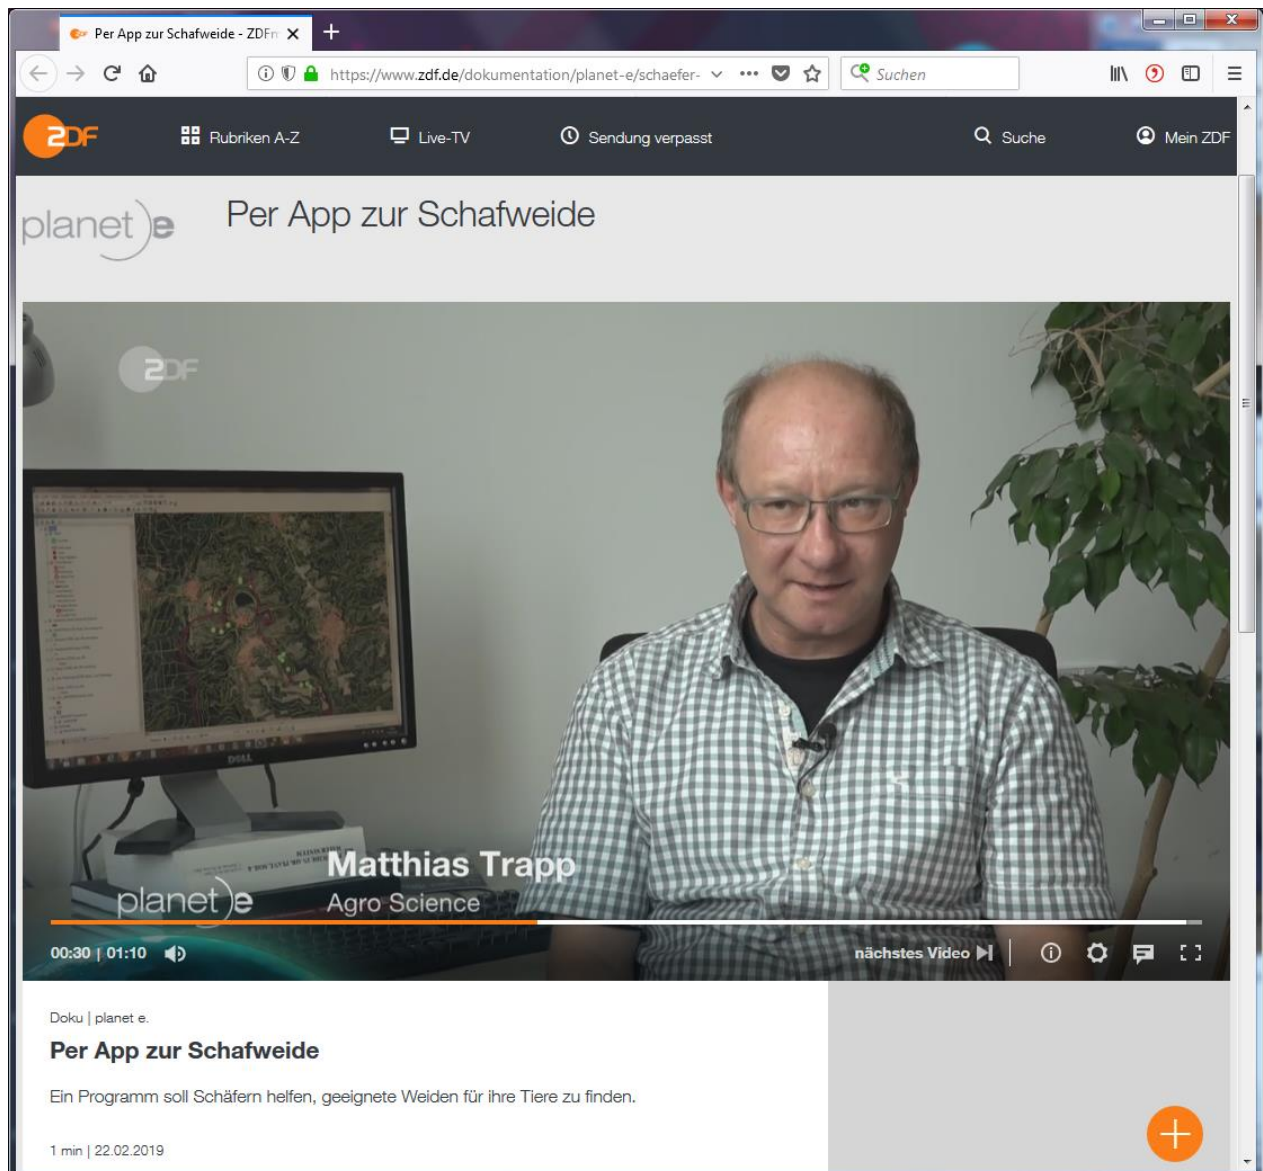 Per App zur Schafweide - ZDFm
https://www.zdf.de/dokumentation/planet-e/schaefer-
Suchen
ZDF
Rubriken A-Z
Live-TV
Sendung verpasst
Suche
Mein ZDF
planet e
Per App zur Schafweide
ZDF
DELL
Matthias Trapp
planet e
Agro Science
00:30 | 01:10
nächstes Video
Doku | planet e.
Per App zur Schafweide
Ein Programm soll Schäfern helfen, geeignete Weiden für ihre Tiere zu finden.
1 min | 22.02.2019